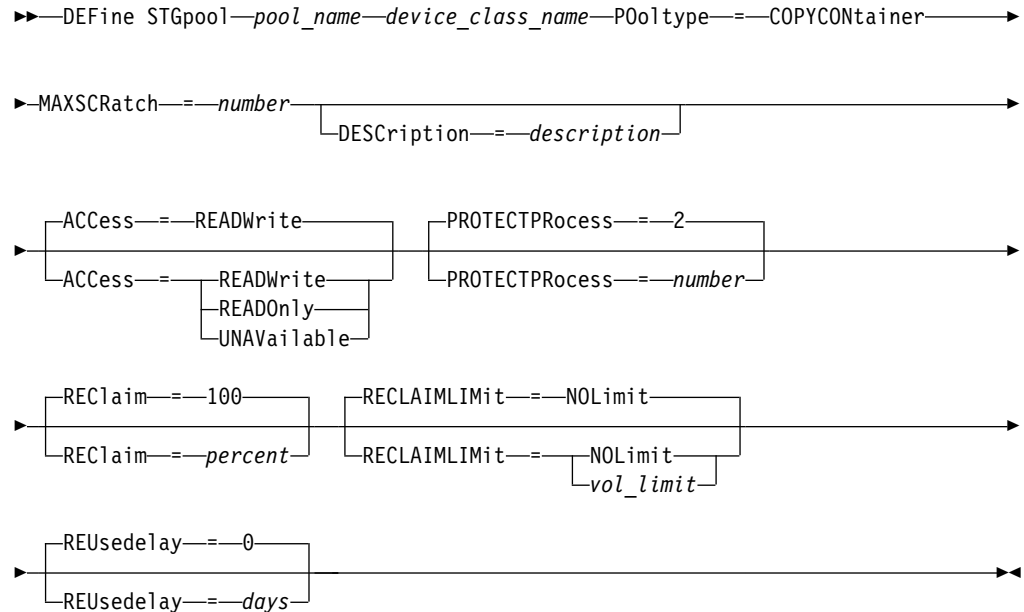 DEFine STGpool pool_name device_class_name POoltype = COPYCONtainer
MAXSCRatch = number
DESCription = description
ACCess = READWrite
ACCess = READWrite
READOnly
UNAVailable
PROTECTPRocess = 2
PROTECTPRocess = number
REClaim = 100
REClaim = percent
RECLAIMLIMit = NOLimit
RECLAIMLIMit = NOLimit
vol_limit
REUsedelay = 0
REUsedelay = days